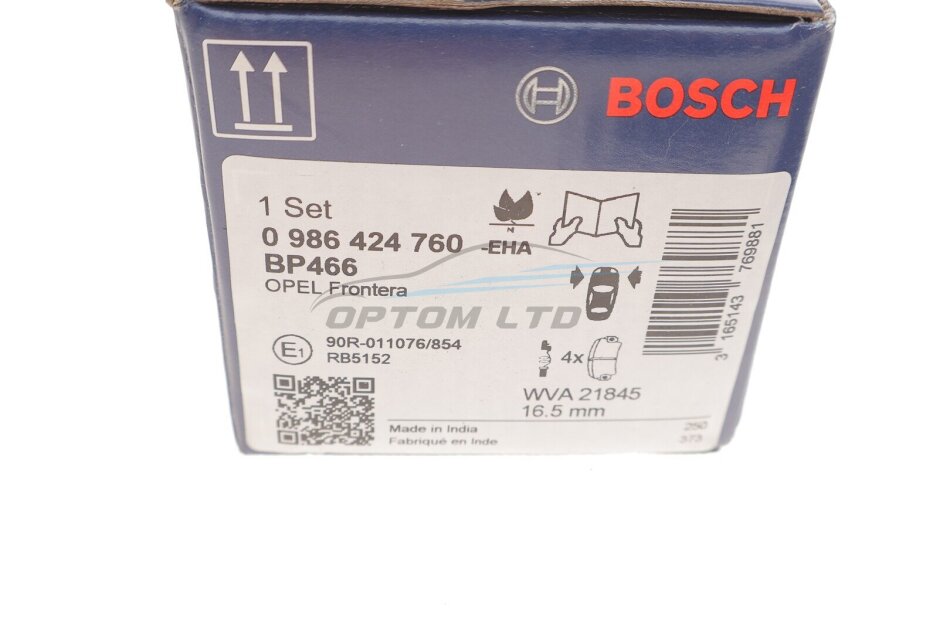 BOSCH
1 Set
0 986 424 760
-EHA
N
BP466
OPEL Frontera
OPTOM LTD
E1
90R-011076/854
RB5152
4x
WVA 21845
16.5 mm
Made in India
Fabriqué en Inde
250
373
3 165143 769881